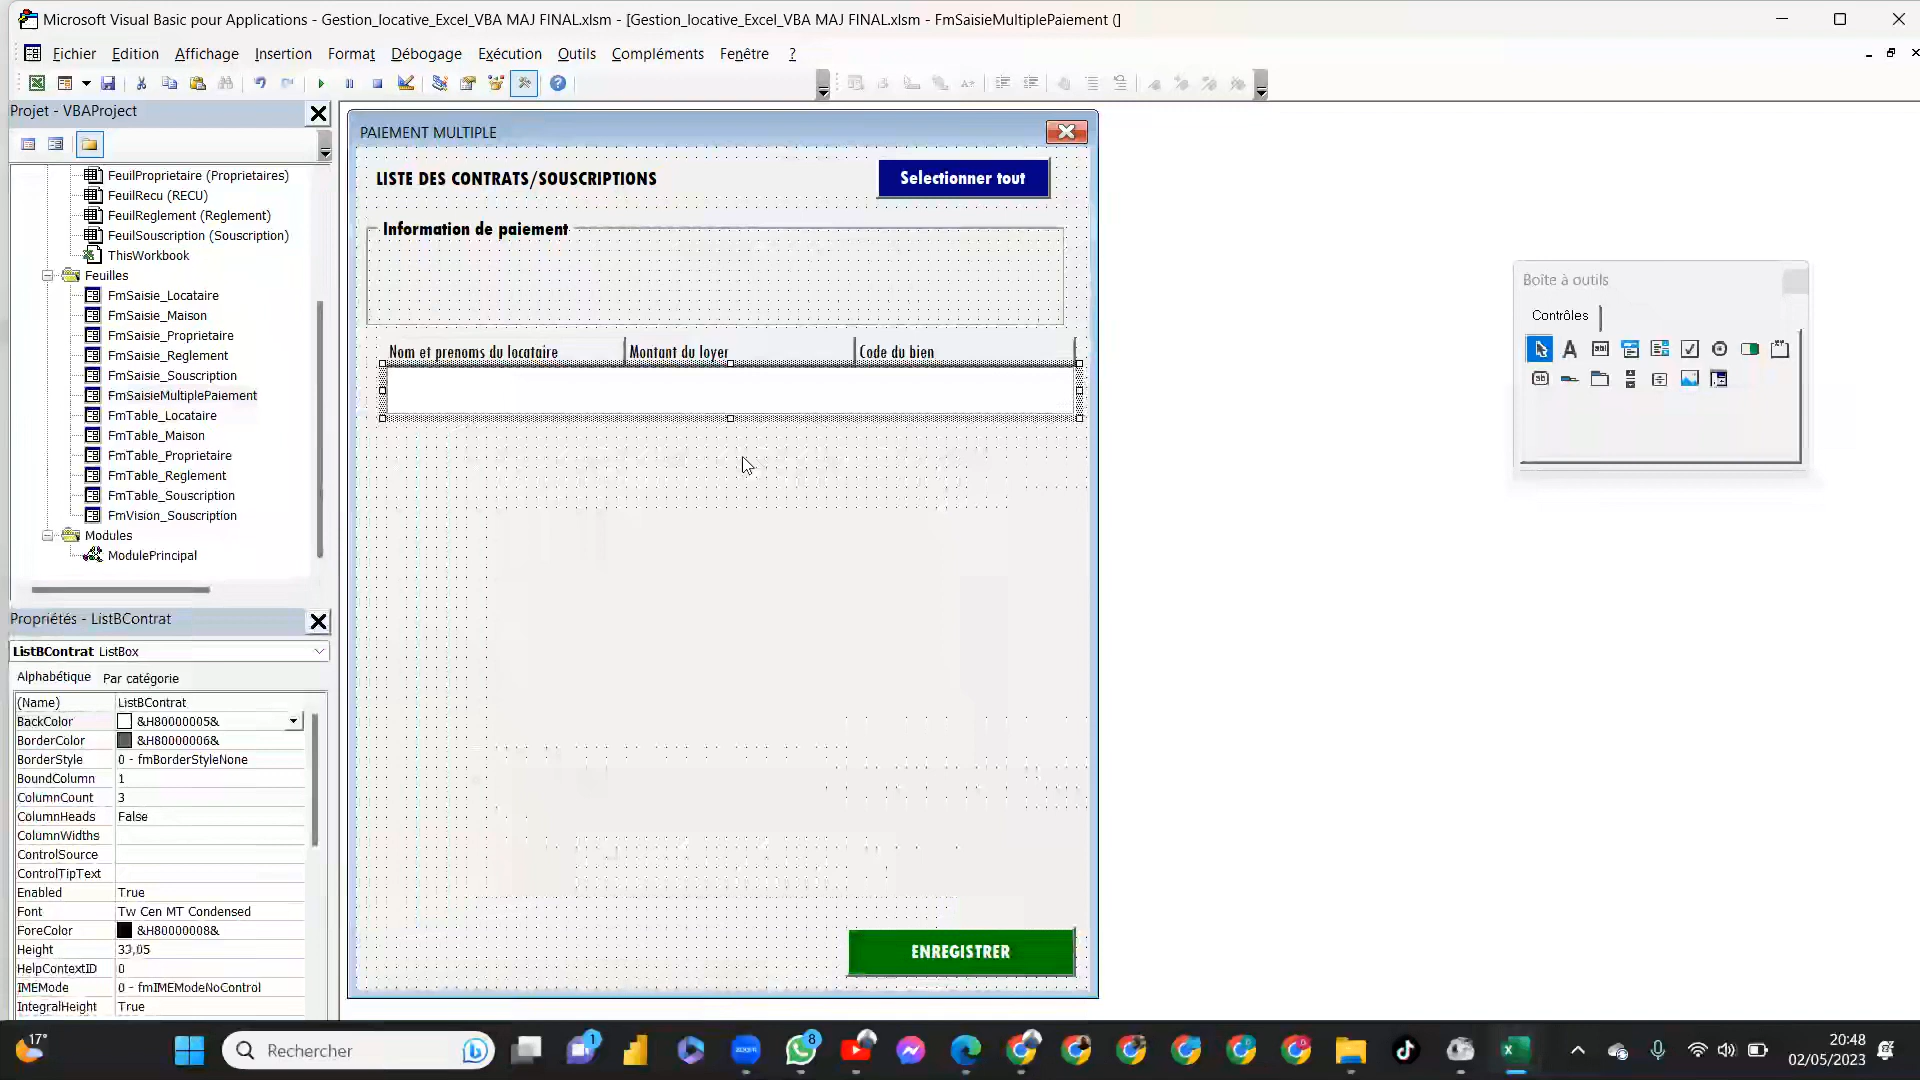 Microsoft Visual Basic pour Applications - Gestion_locative_Excel_VBA MAJ FINAL.xlsm - [Gestion_locative_Excel_VBA MAJ FINAL.xlsm - FmSaisieMultiplePaiement (]
Fichier Edition Affichage Insertion Format Débogage Exécution Outils Compléments Fenêtre ?
Projet - VBAProject
FeuilProprietaire (Proprietaires)
FeuilRecu (RECU)
FeuilReglement (Reglement)
FeuilSouscription (Souscription)
ThisWorkbook
Feuilles
FmSaisie_Locataire
FmSaisie_Maison
FmSaisie_Proprietaire
FmSaisie_Reglement
FmSaisie_Souscription
FmSaisieMultiplePaiement
FmTable_Locataire
FmTable_Maison
FmTable_Proprietaire
FmTable_Reglement
FmTable_Souscription
FmVision_Souscription
Modules
ModulePrincipal
Propriétés - ListBContrat
ListBContrat ListBox
Alphabétique Par catégorie
(Name) ListBContrat
BackColor &H80000005&
BorderColor &H80000006&
BorderStyle 0 - fmBorderStyleNone
BoundColumn 1
ColumnCount 3
ColumnHeads False
ColumnWidths
ControlSource
ControlTipText
Enabled True
Font Tw Cen MT Condensed
ForeColor &H80000008&
Height 33,05
HelpContextID 0
IMEMode 0 - fmIMEModeNoControl
IntegralHeight True
PAIEMENT MULTIPLE
LISTE DES CONTRATS/SOUSCRIPTIONS
Selectionner tout
Information de paiement
Nom et prenoms du locataire Montant du loyer Code du bien
ENREGISTRER
Boîte à outils
Contrôles
17°
Rechercher
1
zoom
8
20:48
02/05/2023